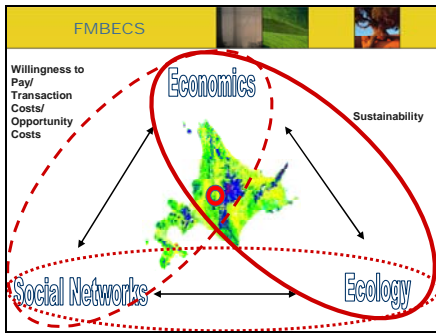 FMBECS
Willingness to
Pay/
Transaction
Costs/
Opportunity
Costs
Economics
Sustainability
Social Networks
Ecology